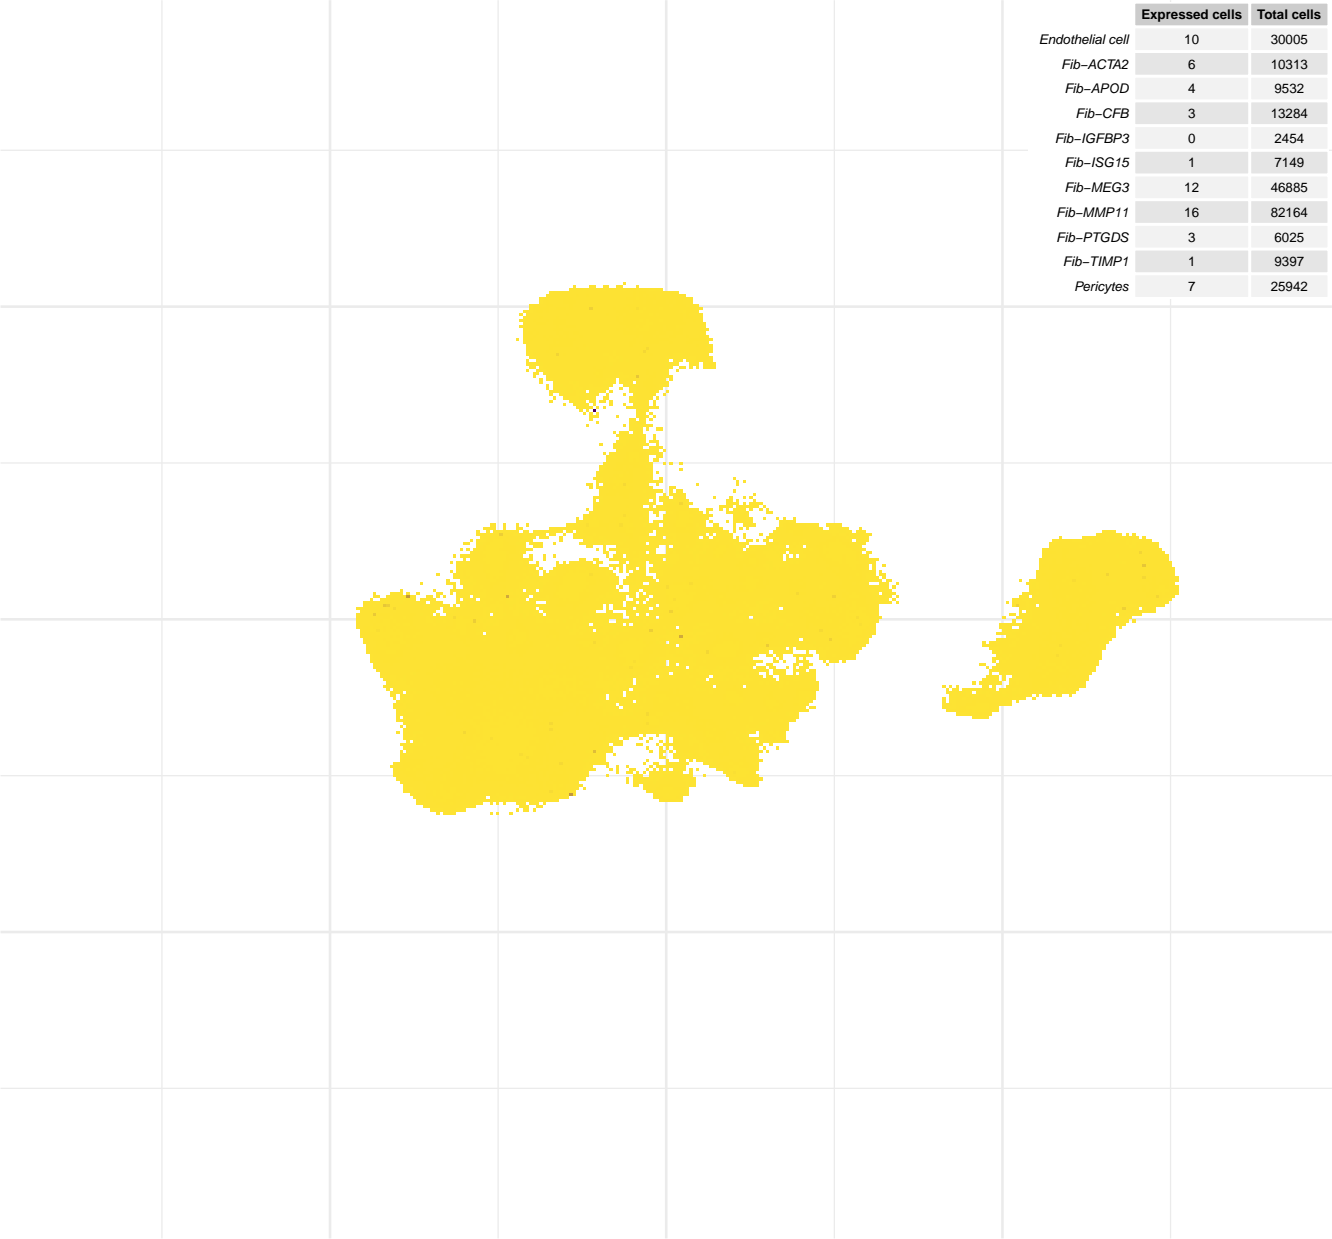 Expressed cells Total cells
Endothelial cell 10 30005
Fib−ACTA2 6 10313
Fib−APOD 4 9532
Fib−CFB 3 13284
Fib−IGFBP3 0 2454
Fib−ISG15 1 7149
Fib−MEG3 12 46885
Fib−MMP11 16 82164
Fib−PTGDS 3 6025
Fib−TIMP1 1 9397
Pericytes 7 25942